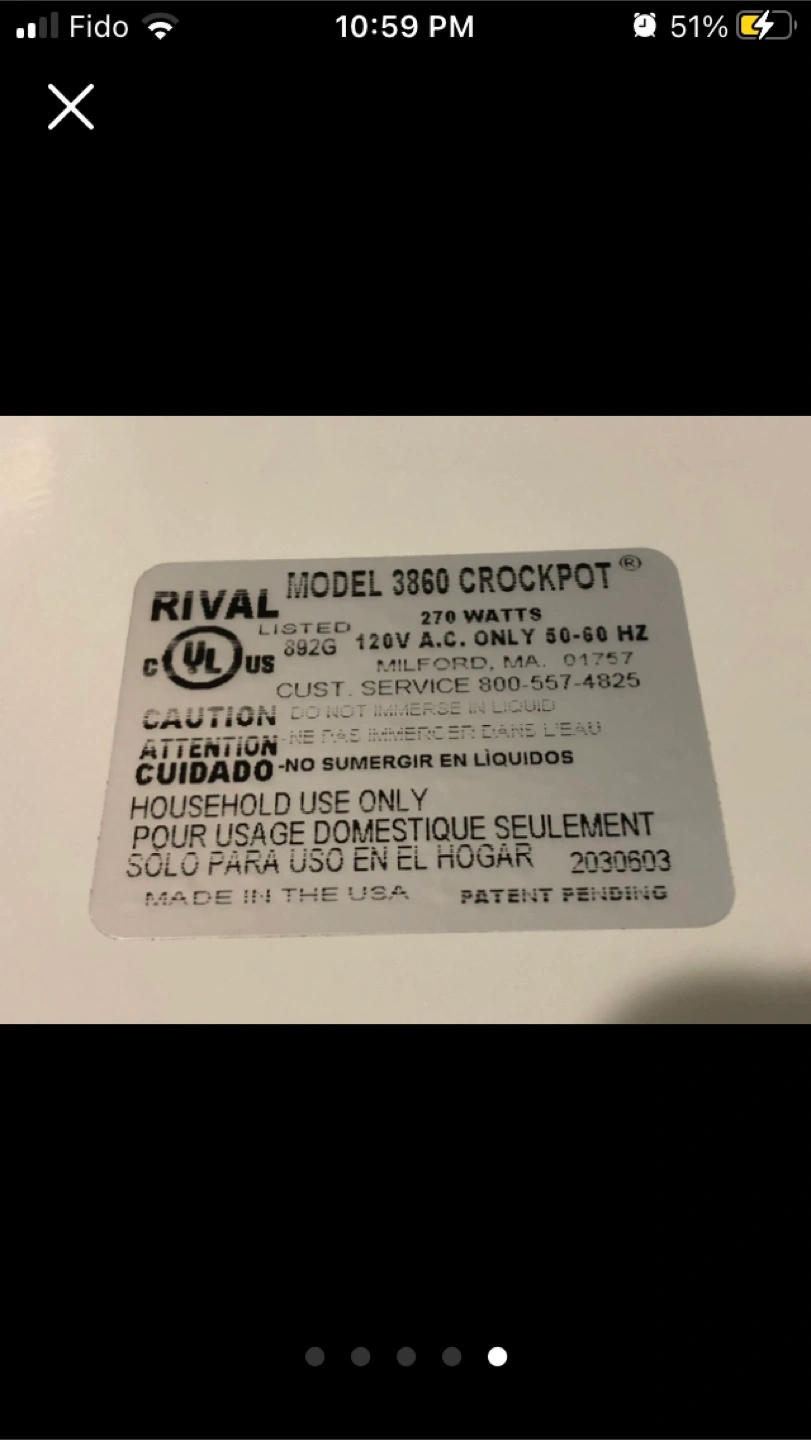 Fido 10:59 PM 51%
RIVAL MODEL 3860 CROCKPOT ®
270 WATTS
LISTED
892G 120V A.C. ONLY 50-60 HZ
C UL US
MILFORD, MA. 01757
CUST. SERVICE 800-557-4825
CAUTION DO NOT IMMERSE IN LIQUID
ATTENTION -NE PAS IMMERCER DANS L'EAU
CUIDADO -NO SUMERGIR EN LÌQUIDOS
HOUSEHOLD USE ONLY
POUR USAGE DOMESTIQUE SEULEMENT
SOLO PARA USO EN EL HOGAR 2030603
MADE IN THE USA PATENT PENDING